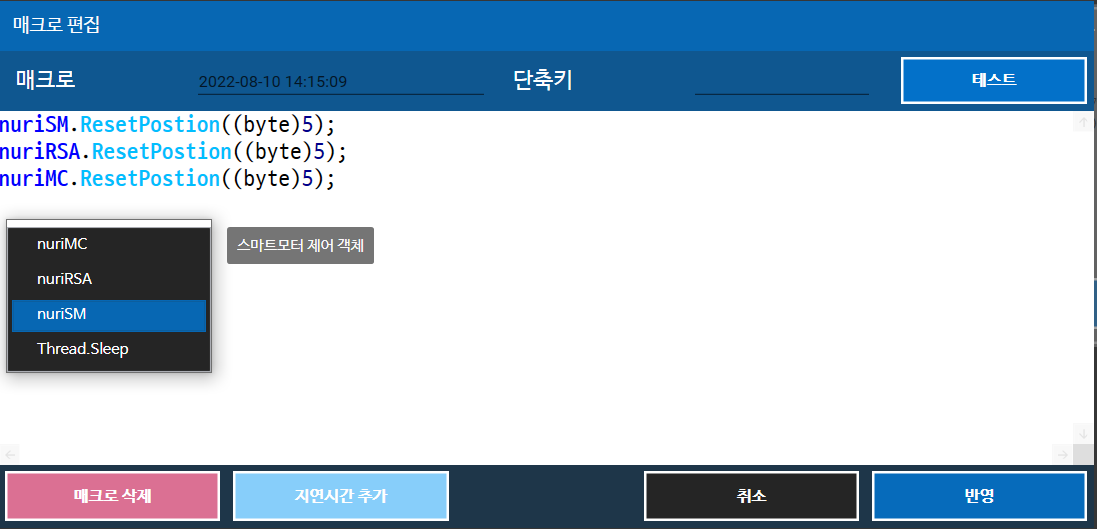 매크로 편집
매크로 2022-08-10 14:15:09 단축키 테스트
nuriSM.ResetPostion((byte)5);
nuriRSA.ResetPostion((byte)5);
nuriMC.ResetPostion((byte)5);
nuriMC
스마트모터 제어 객체
nuriRSA
nuriSM
Thread.Sleep
매크로 삭제 지연시간 추가 취소 반영